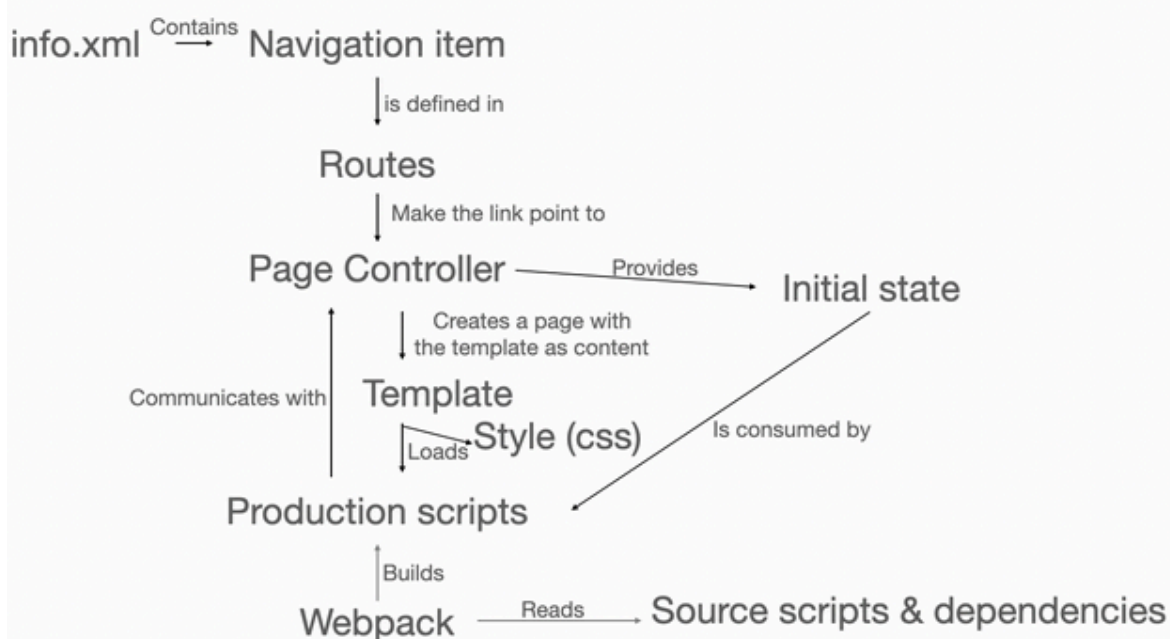 info.xml Contains Navigation item
is defined in
Routes
Make the link point to
Page Controller Provides Initial state
Creates a page with
the template as content
Communicates with Template
Style (css) Is consumed by
Loads
Production scripts
Builds
Webpack Reads Source scripts & dependencies